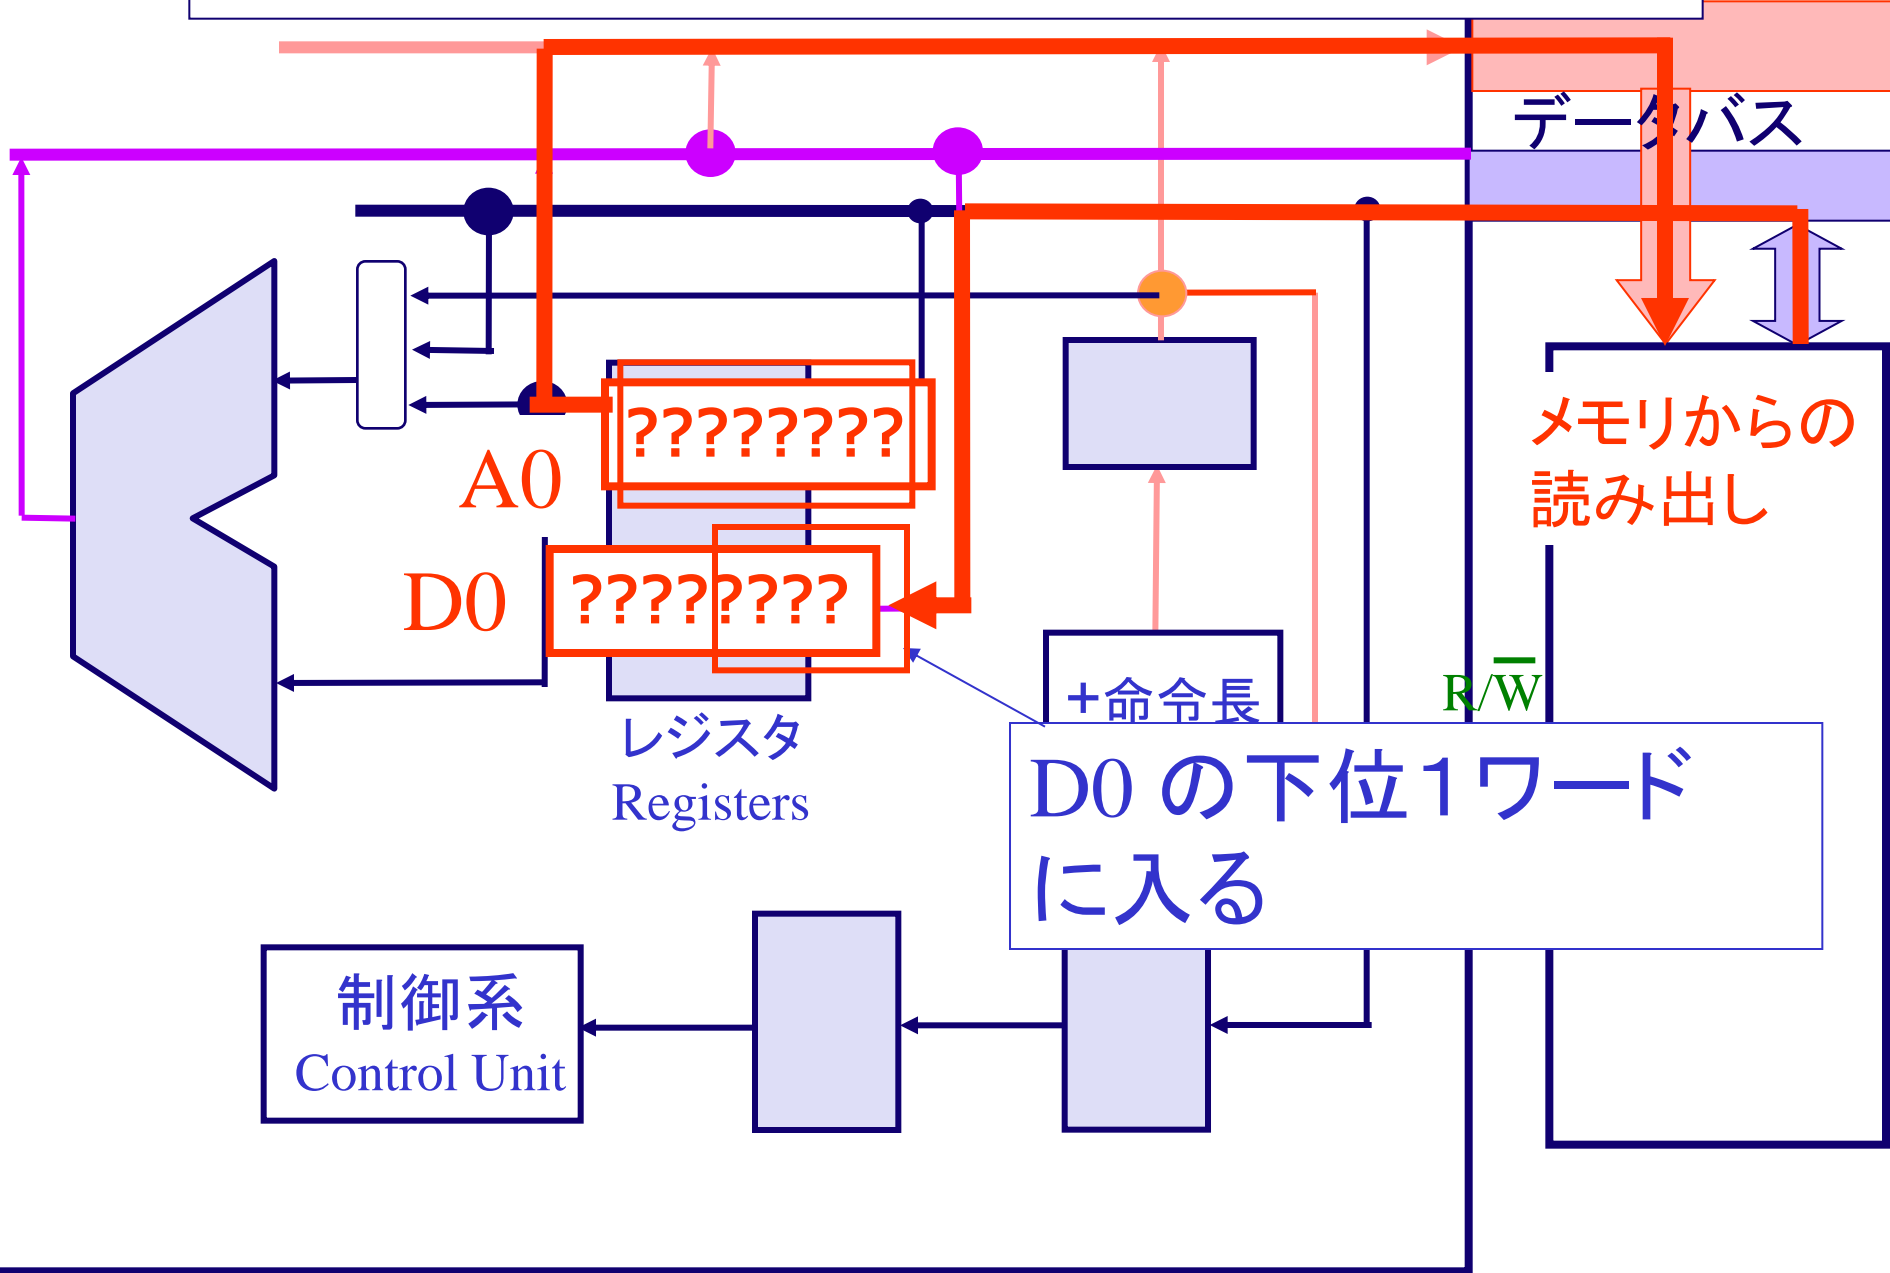 データバス
????????
A0
メモリからの
読み出し
D0
????????
+命令長
R/W
レジスタ
Registers
D0 の下位１ワード
に入る
制御系
Control Unit